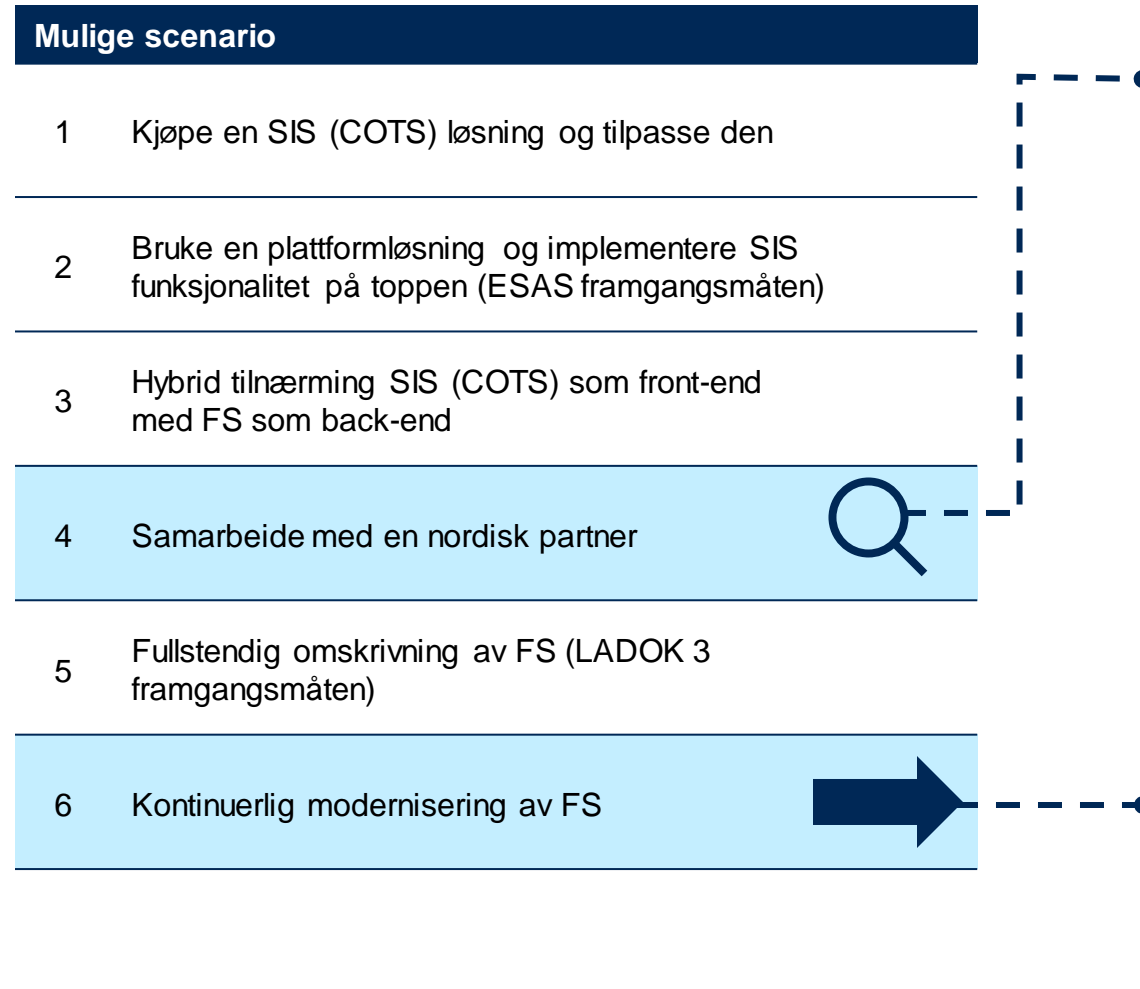 Mulige scenario
1 Kjøpe en SIS (COTS) løsning og tilpasse den
2 Bruke en plattformløsning og implementere SIS
funksjonalitet på toppen (ESAS framgangsmåten)
3 Hybrid tilnærming SIS (COTS) som front-end
med FS som back-end
4 Samarbeide med en nordisk partner
5 Fullstendig omskrivning av FS (LADOK 3
framgangsmåten)
6 Kontinuerlig modernisering av FS